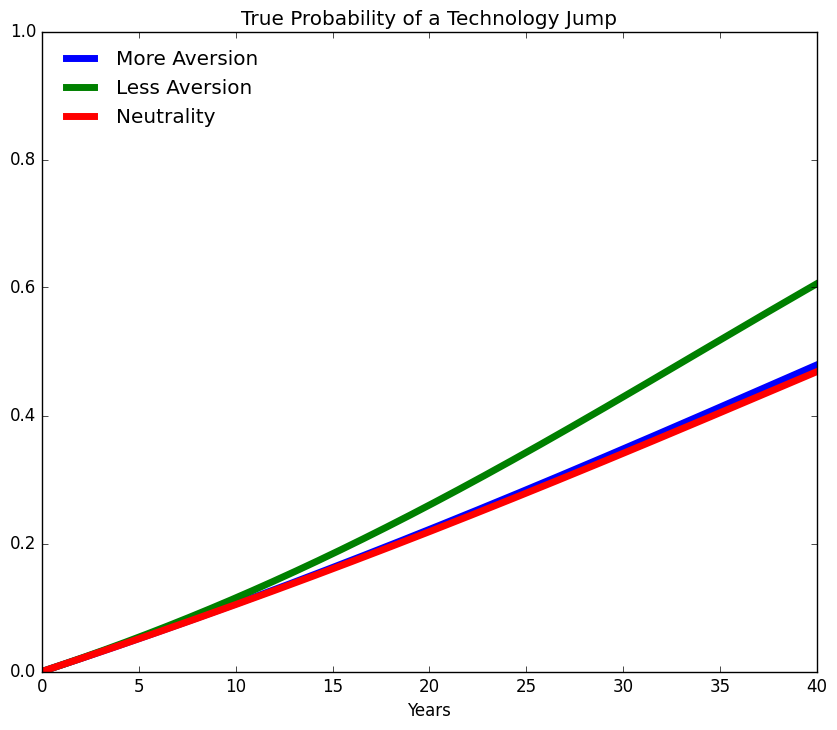 True Probability of a Technology Jump
1.0
0.8
0.6
0.4
0.2
0.0
More Aversion
Less Aversion
Neutrality
0 5 10 15 20 25 30 35 40
Years